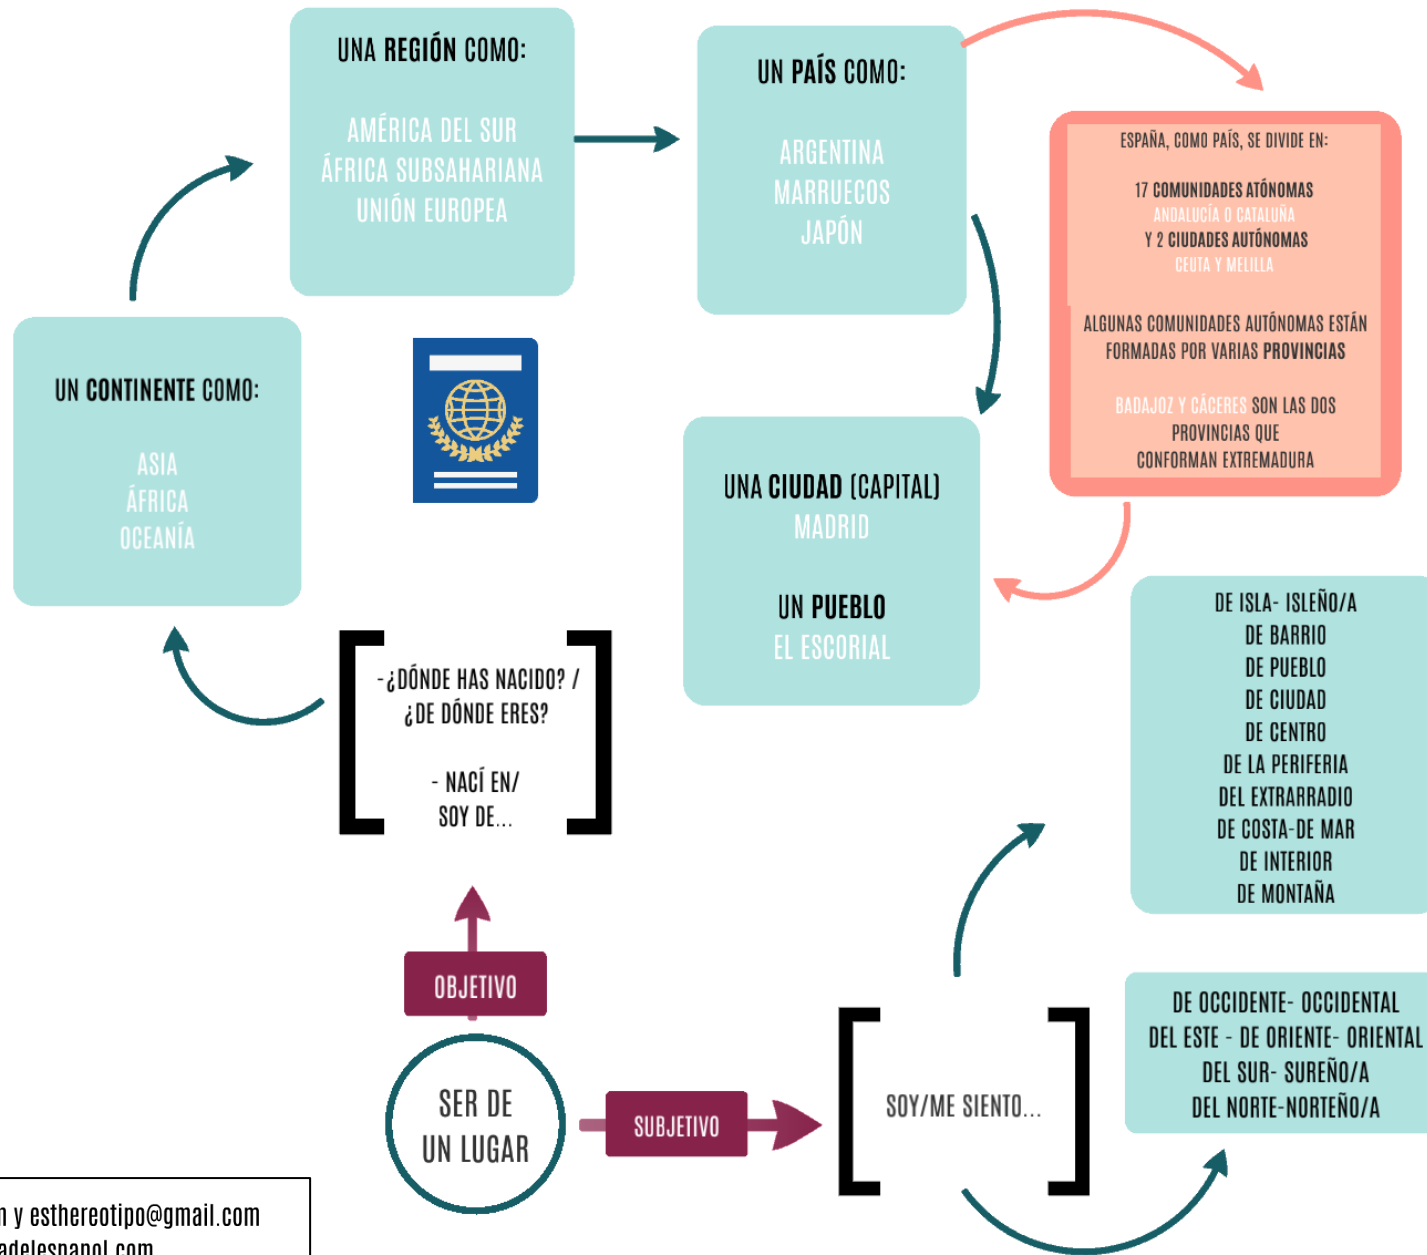 UNA REGIÓN COMO:
AMÉRICA DEL SUR
ÁFRICA SUBSAHARIANA
UNIÓN EUROPEA
UN PAÍS COMO:
ARGENTINA
MARRUECOS
JAPÓN
ESPAÑA, COMO PAÍS, SE DIVIDE EN:
17 COMUNIDADES ATÓNOMAS
ANDALUCÍA O CATALUÑA
Y 2 CIUDADES AUTÓNOMAS
CEUTA Y MELILLA
ALGUNAS COMUNIDADES AUTÓNOMAS ESTÁN
FORMADAS POR VARIAS PROVINCIAS
BADAJOZ Y CÁCERES SON LAS DOS
PROVINCIAS QUE
CONFORMAN EXTREMADURA
UN CONTINENTE COMO:
ASIA
ÁFRICA
OCEANÍA
UNA CIUDAD (CAPITAL)
MADRID
UN PUEBLO
EL ESCORIAL
-¿DÓNDE HAS NACIDO? /
¿DE DÓNDE ERES?
- NACÍ EN/
SOY DE...
DE ISLA- ISLEÑO/A
DE BARRIO
DE PUEBLO
DE CIUDAD
DE CENTRO
DE LA PERIFERIA
DEL EXTRARRADIO
DE COSTA-DE MAR
DE INTERIOR
DE MONTAÑA
OBJETIVO
SER DE
UN LUGAR
SUBJETIVO
SOY/ME SIENTO...
DE OCCIDENTE- OCCIDENTAL
DEL ESTE - DE ORIENTE- ORIENTAL
DEL SUR- SUREÑO/A
DEL NORTE-NORTEÑO/A
y esthereotipo@gmail.com
adelespanol.com